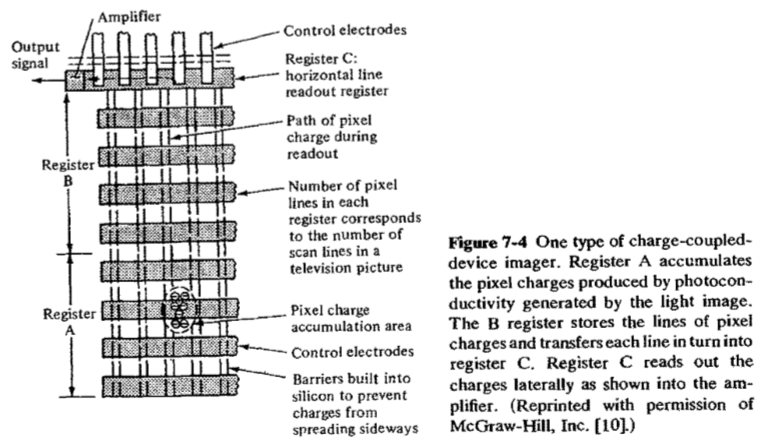 Amplifier
Control electrodes
Output
signal
Register C:
horizontal line
readout register
Path of pixel
charge during
readout
Register
B
Number of pixel
lines in each
register corresponds
to the number of
scan lines in a
television picture
Register
A
Pixel charge
accumulation area
Control electrodes
Barriers built into
silicon to prevent
charges from
spreading sideways
Figure 7-4 One type of charge-coupled-
device imager. Register A accumulates
the pixel charges produced by photocon-
ductivity generated by the light image.
The B register stores the lines of pixel
charges and transfers each line in turn into
register C. Register C reads out the
charges laterally as shown into the am-
plifier. (Reprinted with permission of
McGraw-Hill, Inc. [10].)